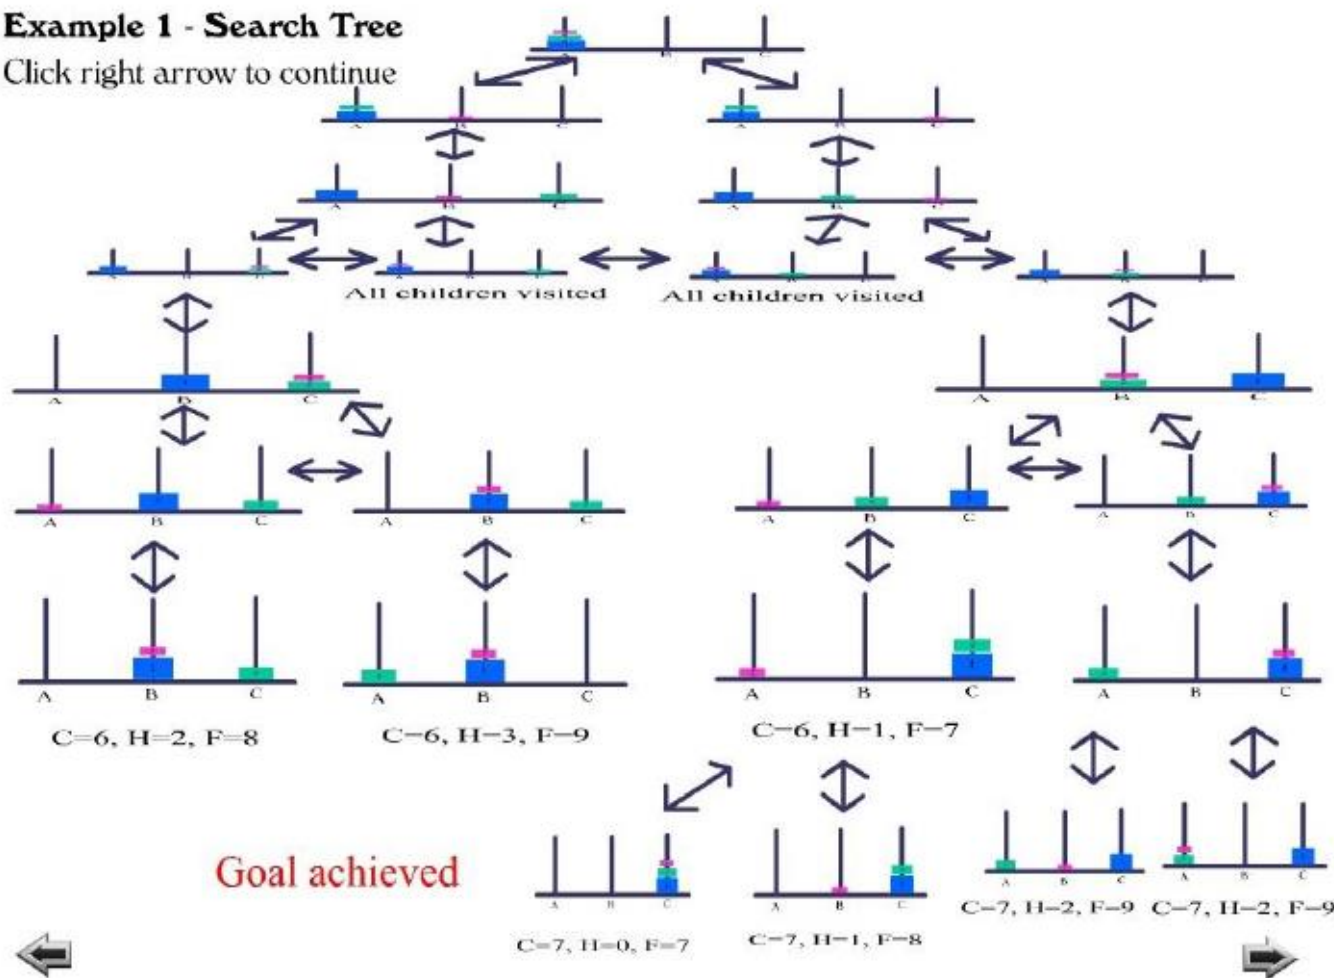 Example 1 - Search Tree
Click right arrow to continue
B C
A B C
A B C
A B C
A B C
All children visited
All children visited
A B C
A B C
A B C
A B C
A B C
A B C
A B C
A B C
A B C
A B C
C=6, H=2, F=8
C=6, H=3, F=9
C=6, H=1, F=7
Goal achieved
A B C
A B C
A B C
A B C
C=7, H=0, F=7
C=7, H=1, F=8
C=7, H=2, F=9
C=7, H=2, F=9